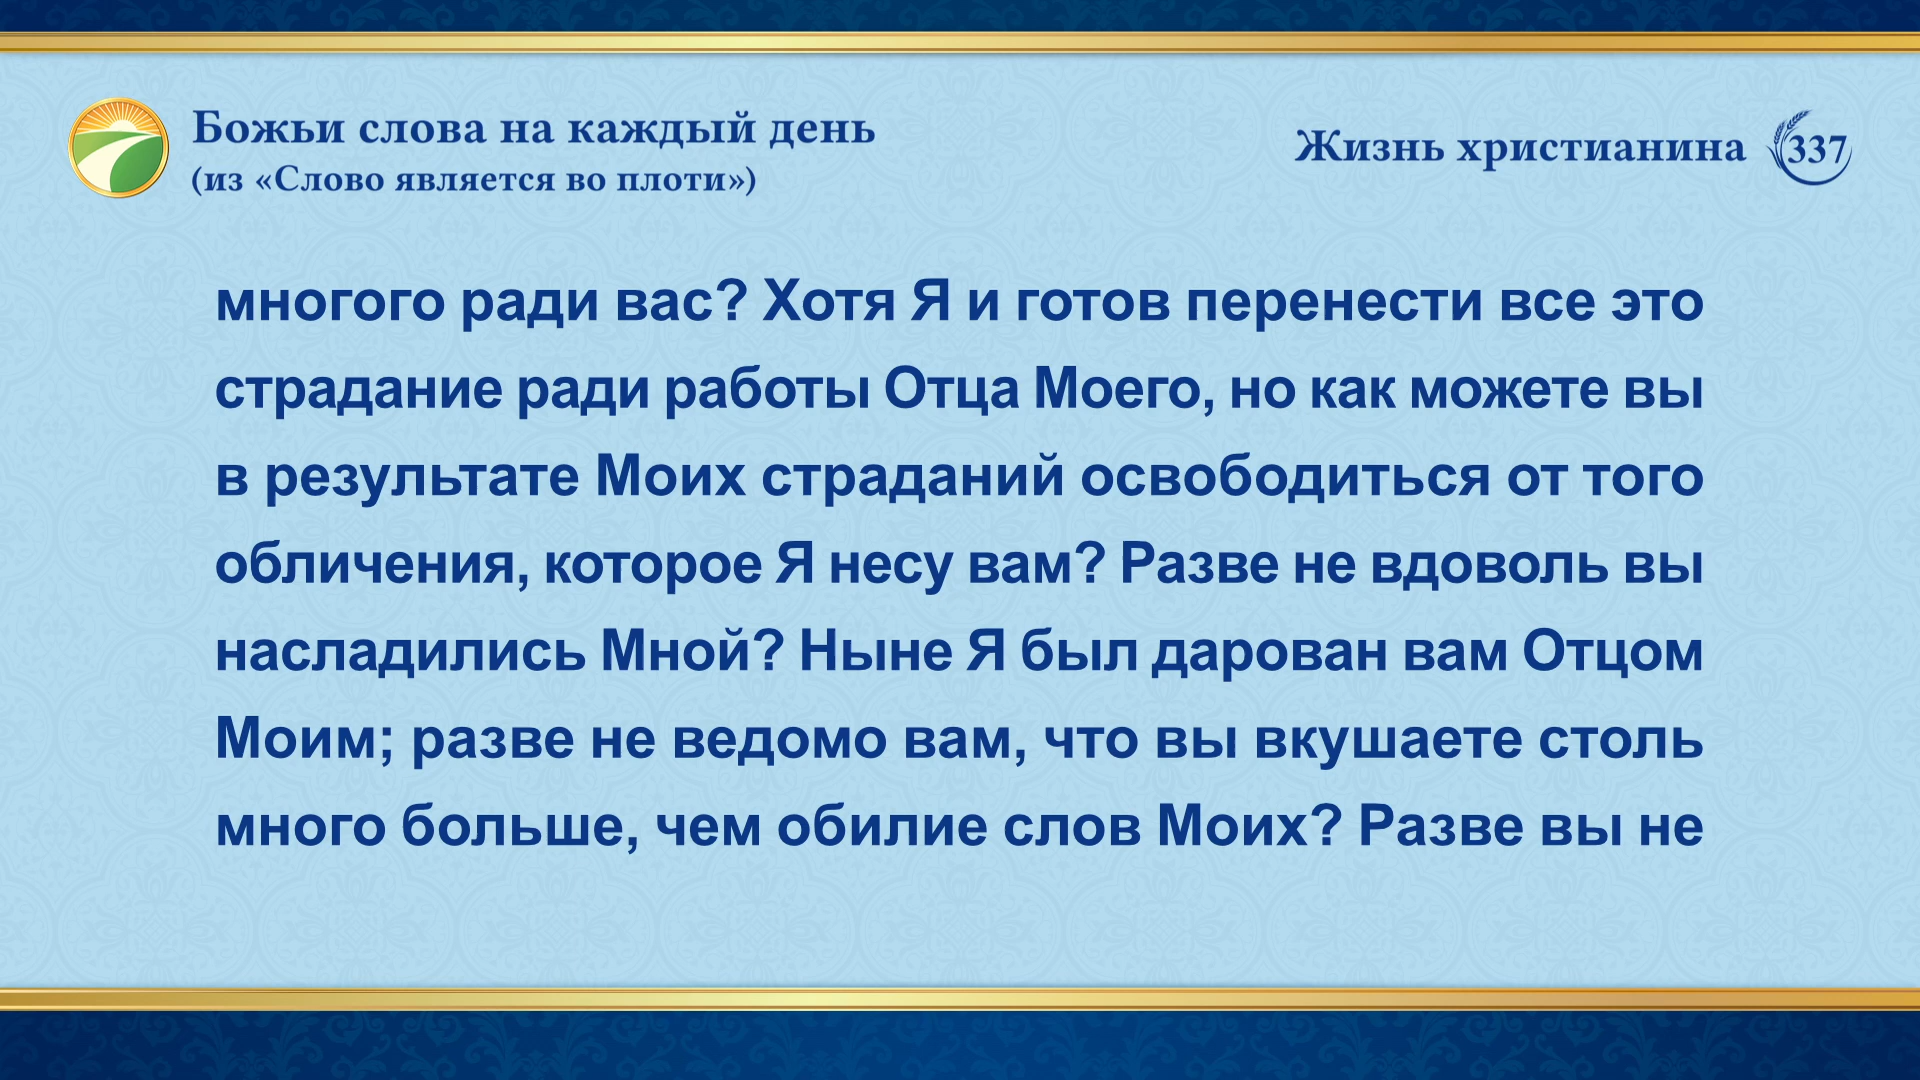 Божьи слова на каждый день
(из «Слово является во плоти»)
Жизнь христианина 337
многого ради вас? Хотя Я и готов перенести все это
страдание ради работы Отца Моего, но как можете вы
в результате Моих страданий освободиться от того
обличения, которое Я несу вам? Разве не вдоволь вы
насладились Мной? Ныне Я был дарован вам Отцом
Моим; разве не ведомо вам, что вы вкушаете столь
много больше, чем обилие слов Моих? Разве вы не